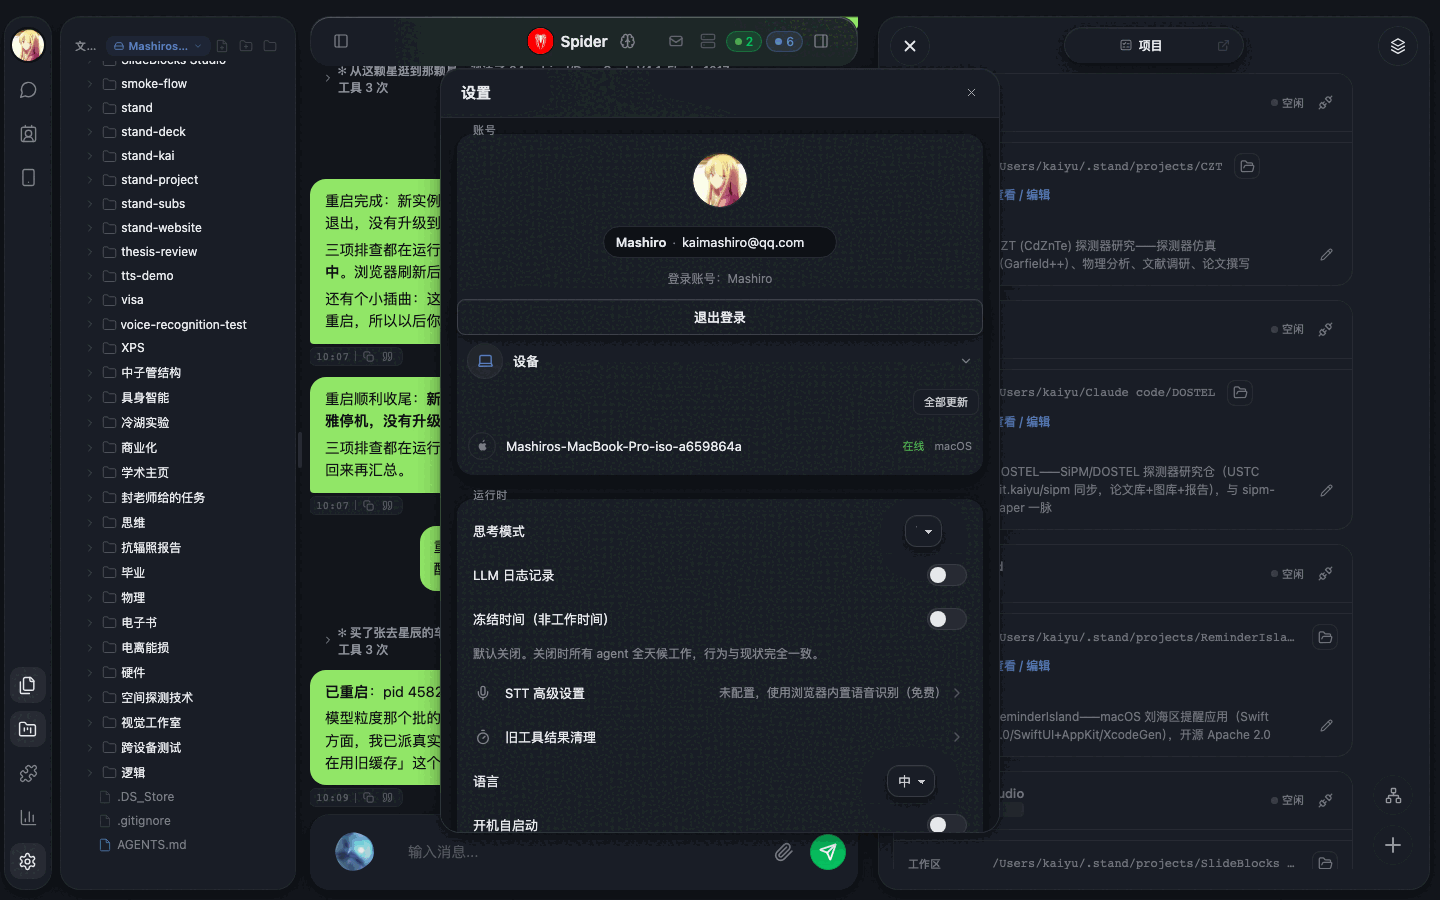 文...
Mashiros...
SlideBlocks Studio
smoke-flow
stand
stand-deck
stand-kai
stand-project
stand-subs
stand-website
thesis-review
tts-demo
visa
voice-recognition-test
XPS
中子管结构
具身智能
冷湖实验
商业化
学术主页
封老师给的任务
思维
抗辐照报告
毕业
物理
电子书
电离能损
硬件
空间探测技术
视觉工作室
跨设备测试
逻辑
.DS_Store
.gitignore
AGENTS.md
Spider
2
6
从这颗星逛到那颗星
工具 3 次
重启完成：新实例
退出，没有升级到
三项排查都在运行
中。浏览器刷新后
还有个小插曲：这
重启，所以以后你
10:07
重启顺利收尾：新
雅停机，没有升级
三项排查都在运行
回来再汇总。
10:07
买了张去星辰的车
工具 3 次
已重启：pid 4582
模型粒度那个批的
方面，我已派真实
在用旧缓存」这个
10:09
输入消息...
设置
账号
Mashiro · kaimashiro@qq.com
登录账号：Mashiro
退出登录
设备
全部更新
Mashiros-MacBook-Pro-iso-a659864a
在线
macOS
运行时
思考模式
LLM 日志记录
冻结时间（非工作时间）
默认关闭。关闭时所有 agent 全天候工作，行为与现状完全一致。
STT 高级设置
未配置，使用浏览器内置语音识别（免费）
旧工具结果清理
语言
中
开机自启动
项目
空闲
Users/kaiyu/.stand/projects/CZT
查看 / 编辑
ZT (CdZnTe) 探测器研究——探测器仿真
(Garfield++)、物理分析、文献调研、论文撰写
空闲
Users/kaiyu/Claude code/DOSTEL
查看 / 编辑
OSTEL——SiPM/DOSTEL 探测器研究仓（USTC
it.kaiyu/sipm 同步，论文库+图库+报告），与 sipm-
aper 一脉
空闲
Users/kaiyu/.stand/projects/ReminderIsla…
查看 / 编辑
eminderIsland——macOS 刘海区提醒应用（Swift
.0/SwiftUI+AppKit/XcodeGen），开源 Apache 2.0
udio
空闲
工作区
/Users/kaiyu/.stand/projects/SlideBlocks …